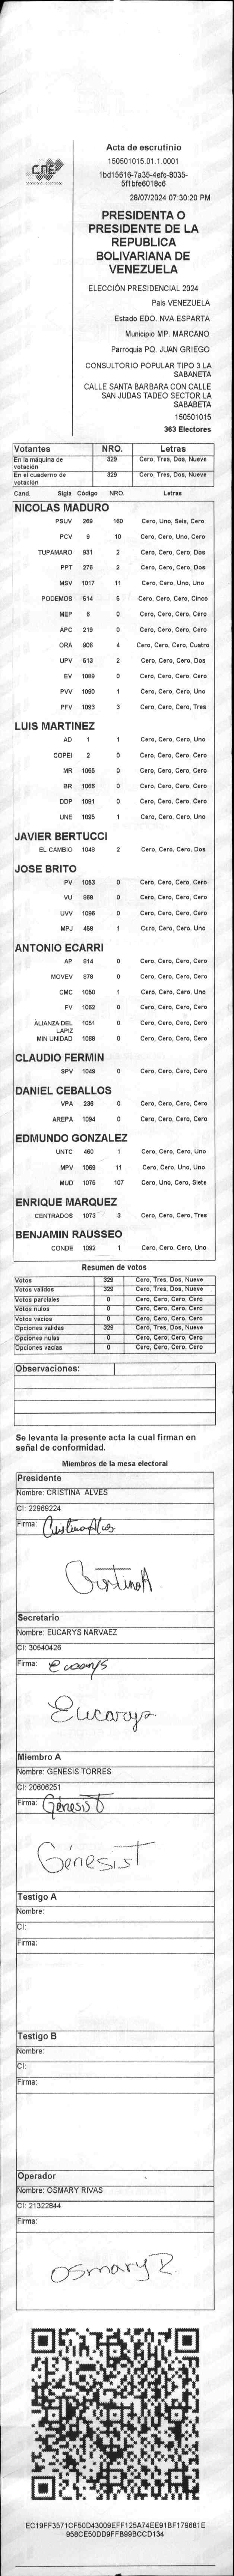 CNE
Acta de escrutinio
150501015.01.1.0001
1bd15616-7a35-4efc-8035-
5f1bfe6018c6
28/07/2024 07:30:20 PM
PRESIDENTA O
PRESIDENTE DE LA
REPUBLICA
BOLIVARIANA DE
VENEZUELA
ELECCIÓN PRESIDENCIAL 2024
País VENEZUELA
Estado EDO. NVA.ESPARTA
Municipio MP. MARCANO
Parroquia PQ. JUAN GRIEGO
CONSULTORIO POPULAR TIPO 3 LA
SABANETA
CALLE SANTA BARBARA CON CALLE
SAN JUDAS TADEO SECTOR LA
SABABETA
150501015
363 Electores
Votantes NRO. Letras
En la máquina de votación 329 Cero, Tres, Dos, Nueve
En el cuaderno de votación 329 Cero, Tres, Dos, Nueve
Cand. Sigla Código NRO. Letras
NICOLAS MADURO
PSUV 269 160 Cero, Uno, Seis, Cero
PCV 9 10 Cero, Cero, Uno, Cero
TUPAMARO 931 2 Cero, Cero, Cero, Dos
PPT 276 2 Cero, Cero, Cero, Dos
MSV 1017 11 Cero, Cero, Uno, Uno
PODEMOS 514 5 Cero, Cero, Cero, Cinco
MEP 6 0 Cero, Cero, Cero, Cero
APC 219 0 Cero, Cero, Cero, Cero
ORA 906 4 Cero, Cero, Cero, Cuatro
UPV 613 2 Cero, Cero, Cero, Dos
EV 1089 0 Cero, Cero, Cero, Cero
PVV 1090 1 Cero, Cero, Cero, Uno
PFV 1093 3 Cero, Cero, Cero, Tres
LUIS MARTINEZ
AD 1 1 Cero, Cero, Cero, Uno
COPEI 2 0 Cero, Cero, Cero, Cero
MR 1065 0 Cero, Cero, Cero, Cero
BR 1066 0 Cero, Cero, Cero, Cero
DDP 1091 0 Cero, Cero, Cero, Cero
UNE 1095 1 Cero, Cero, Cero, Uno
JAVIER BERTUCCI
EL CAMBIO 1048 2 Cero, Cero, Cero, Dos
JOSE BRITO
PV 1053 0 Cero, Cero, Cero, Cero
VU 868 0 Cero, Cero, Cero, Cero
UVV 1096 0 Cero, Cero, Cero, Cero
MPJ 458 1 Cero, Cero, Cero, Uno
ANTONIO ECARRI
AP 814 0 Cero, Cero, Cero, Cero
MOVEV 878 0 Cero, Cero, Cero, Cero
CMC 1050 1 Cero, Cero, Cero, Uno
FV 1062 0 Cero, Cero, Cero, Cero
ALIANZA DEL LAPIZ 1051 0 Cero, Cero, Cero, Cero
MIN UNIDAD 1068 0 Cero, Cero, Cero, Cero
CLAUDIO FERMIN
SPV 1049 0 Cero, Cero, Cero, Cero
DANIEL CEBALLOS
VPA 236 0 Cero, Cero, Cero, Cero
AREPA 1094 0 Cero, Cero, Cero, Cero
EDMUNDO GONZALEZ
UNTC 460 1 Cero, Cero, Cero, Uno
MPV 1069 11 Cero, Cero, Uno, Uno
MUD 1075 107 Cero, Uno, Cero, Siete
ENRIQUE MARQUEZ
CENTRADOS 1073 3 Cero, Cero, Cero, Tres
BENJAMIN RAUSSEO
CONDE 1092 1 Cero, Cero, Cero, Uno
Resumen de votos
Votos 329 Cero, Tres, Dos, Nueve
Votos validos 329 Cero, Tres, Dos, Nueve
Votos parciales 0 Cero, Cero, Cero, Cero
Votos nulos 0 Cero, Cero, Cero, Cero
Votos vacíos 0 Cero, Cero, Cero, Cero
Opciones validas 329 Cero, Tres, Dos, Nueve
Opciones nulas 0 Cero, Cero, Cero, Cero
Opciones vacías 0 Cero, Cero, Cero, Cero
Observaciones:
Se levanta la presente acta la cual firman en
señal de conformidad.
Miembros de la mesa electoral
Presidente
Nombre: CRISTINA ALVES
CI: 22969224
Firma: Cristina Alves
CristinaA
Secretario
Nombre: EUCARYS NARVAEZ
CI: 30540426
Firma: eucarys
Eucarys
Miembro A
Nombre: GENESIS TORRES
CI: 20606251
Firma: Génesis T
Génesis T
Testigo A
Nombre:
CI:
Firma:
Testigo B
Nombre:
CI:
Firma:
Operador
Nombre: OSMARY RIVAS
CI: 21322844
Firma:
osmary R.
EC19FF3571CF50D43009EFF125A74EE91BF179681E
958CE50DD9FFB99BCCD134